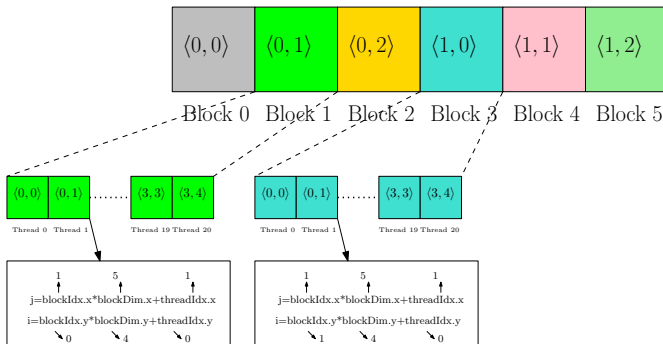 ⟨0, 0⟩ ⟨0, 1⟩ ⟨0, 2⟩ ⟨1, 0⟩ ⟨1, 1⟩ ⟨1, 2⟩
Block 0 Block 1 Block 2 Block 3 Block 4 Block 5
⟨0, 0⟩ ⟨0, 1⟩ ⟨3, 3⟩ ⟨3, 4⟩ ⟨0, 0⟩ ⟨0, 1⟩ ⟨3, 3⟩ ⟨3, 4⟩
Thread 0 Thread 1 Thread 19 Thread 20 Thread 0 Thread 1 Thread 19 Thread 20
1 5 1
j=blockIdx.x*blockDim.x+threadIdx.x
i=blockIdx.y*blockDim.y+threadIdx.y
0 4 0
1 5 1
j=blockIdx.x*blockDim.x+threadIdx.x
i=blockIdx.y*blockDim.y+threadIdx.y
1 4 0